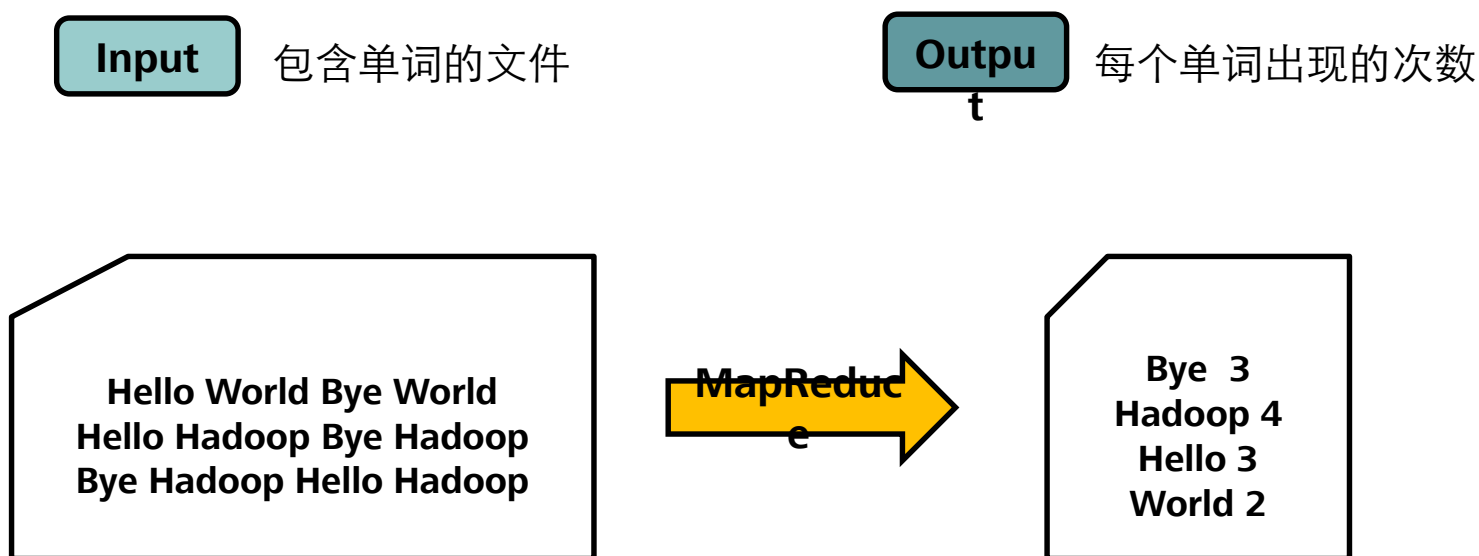 Input
包含单词的文件
Outpu
t
每个单词出现的次数
Hello World Bye World
Hello Hadoop Bye Hadoop
Bye Hadoop Hello Hadoop
MapReduc
e
Bye 3
Hadoop 4
Hello 3
World 2